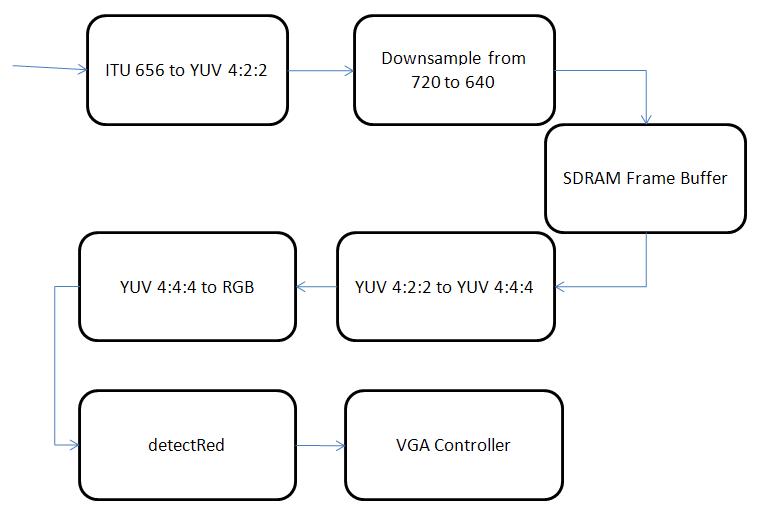 ITU 656 to YUV 4:2:2
Downsample from
720 to 640
SDRAM Frame Buffer
YUV 4:4:4 to RGB
YUV 4:2:2 to YUV 4:4:4
detectRed
VGA Controller